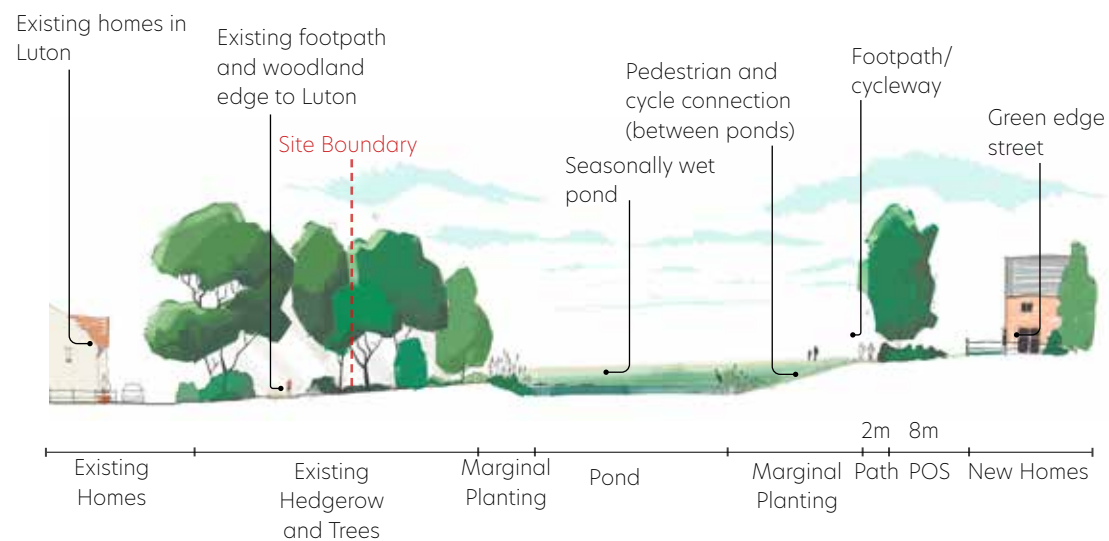 Existing homes in
Luton
Existing footpath
and woodland
edge to Luton
Site Boundary
Seasonally wet
pond
Pedestrian and
cycle connection
(between ponds)
Footpath/
cycleway
Green edge
street
2m
8m
Existing
Homes
Existing
Hedgerow
and Trees
Marginal
Planting
Pond
Marginal
Planting
Path
POS
New Homes